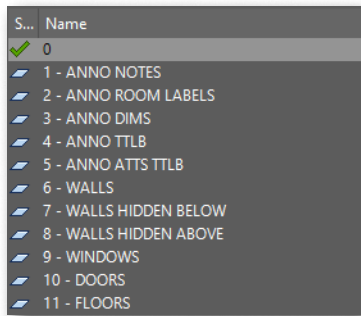 S... Name
0
1 - ANNO NOTES
2 - ANNO ROOM LABELS
3 - ANNO DIMS
4 - ANNO TTLB
5 - ANNO ATTS TTLB
6 - WALLS
7 - WALLS HIDDEN BELOW
8 - WALLS HIDDEN ABOVE
9 - WINDOWS
10 - DOORS
11 - FLOORS